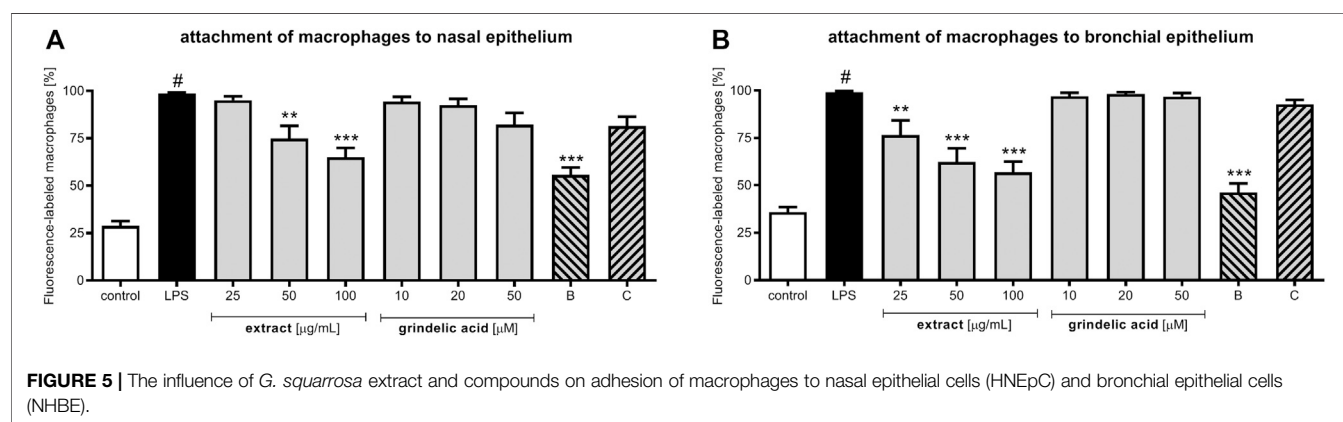 A
attachment of macrophages to nasal epithelium
Fluorescence-labeled macrophages [%]
100
75
50
25
0
#
**
***
***
control LPS 25 50 100 10 20 50 B C
extract [μg/mL] grindelic acid [μM]
B
attachment of macrophages to bronchial epithelium
Fluorescence-labeled macrophages [%]
100
75
50
25
0
#
**
***
***
***
control LPS 25 50 100 10 20 50 B C
extract [μg/mL] grindelic acid [μM]
FIGURE 5 | The influence of G. squarrosa extract and compounds on adhesion of macrophages to nasal epithelial cells (HNEpC) and bronchial epithelial cells
(NHBE).